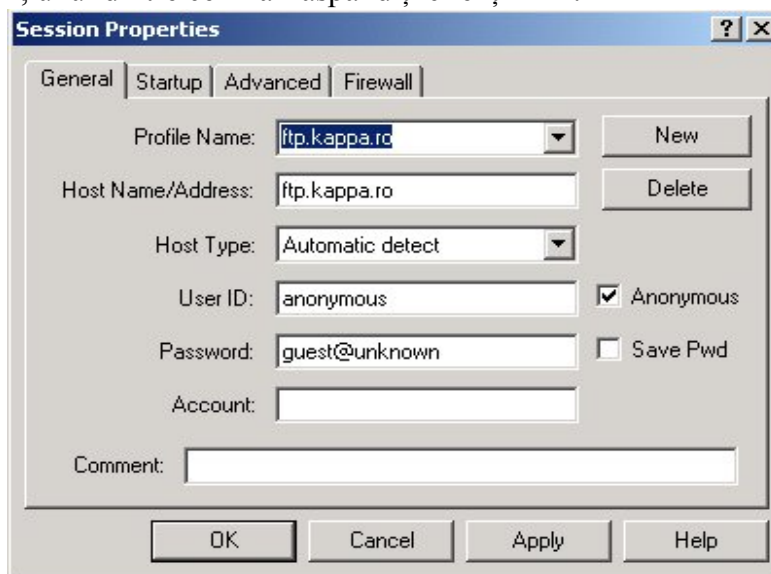 Session Properties
General Startup Advanced Firewall
Profile Name: ftp.kappa.ro New
Host Name/Address: ftp.kappa.ro Delete
Host Type: Automatic detect
User ID: anonymous Anonymous
Password: guest@unknown Save Pwd
Account:
Comment:
OK Cancel Apply Help